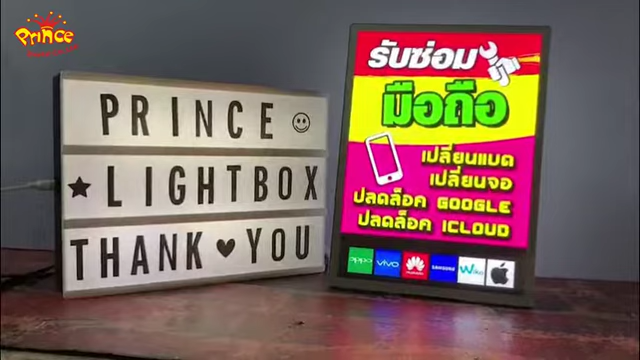 Prince
PRINCE
LIGHTBOX
THANK YOU
รับซ่อม
มือถือ
เปลี่ยนแบต
เปลี่ยนจอ
ปลดล็อค GOOGLE
ปลดล็อค ICLOUD
oppo vivo HUAWEI SAMSUNG Wiko